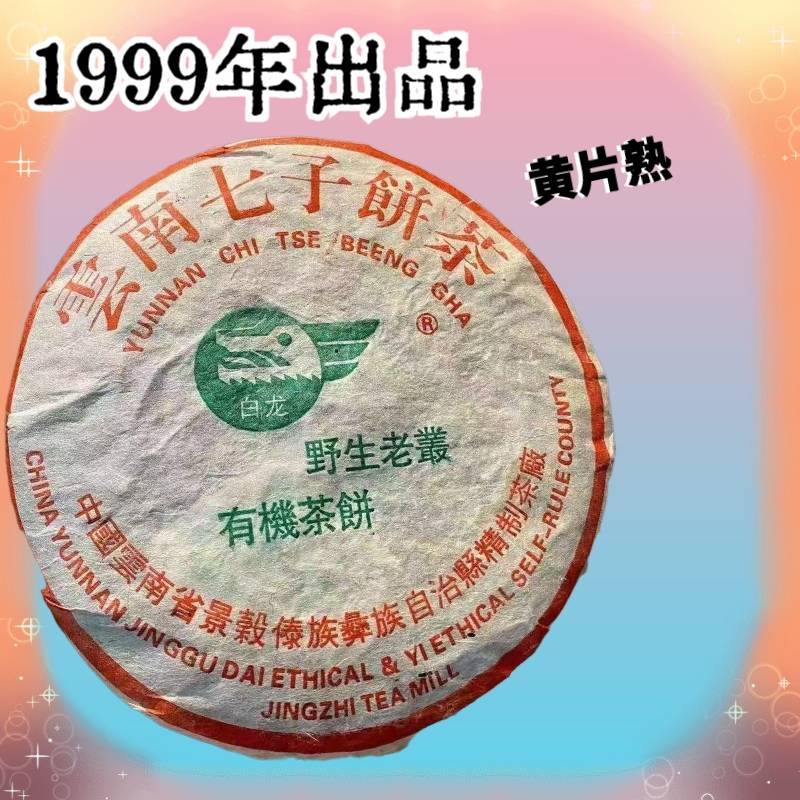 1999年出品
黄片熟
雲南七子餅茶
YUNNAN CHI TSE BEENG GHA
®
白龙
野生老叢
有機茶餅
中國雲南省景榖傣族彝族自治縣精制茶廠
CHINA YUNNAN JINGGU DAI ETHICAL & YI ETHICAL SELF-RULE COUNTY
JINGZHI TEA MILL